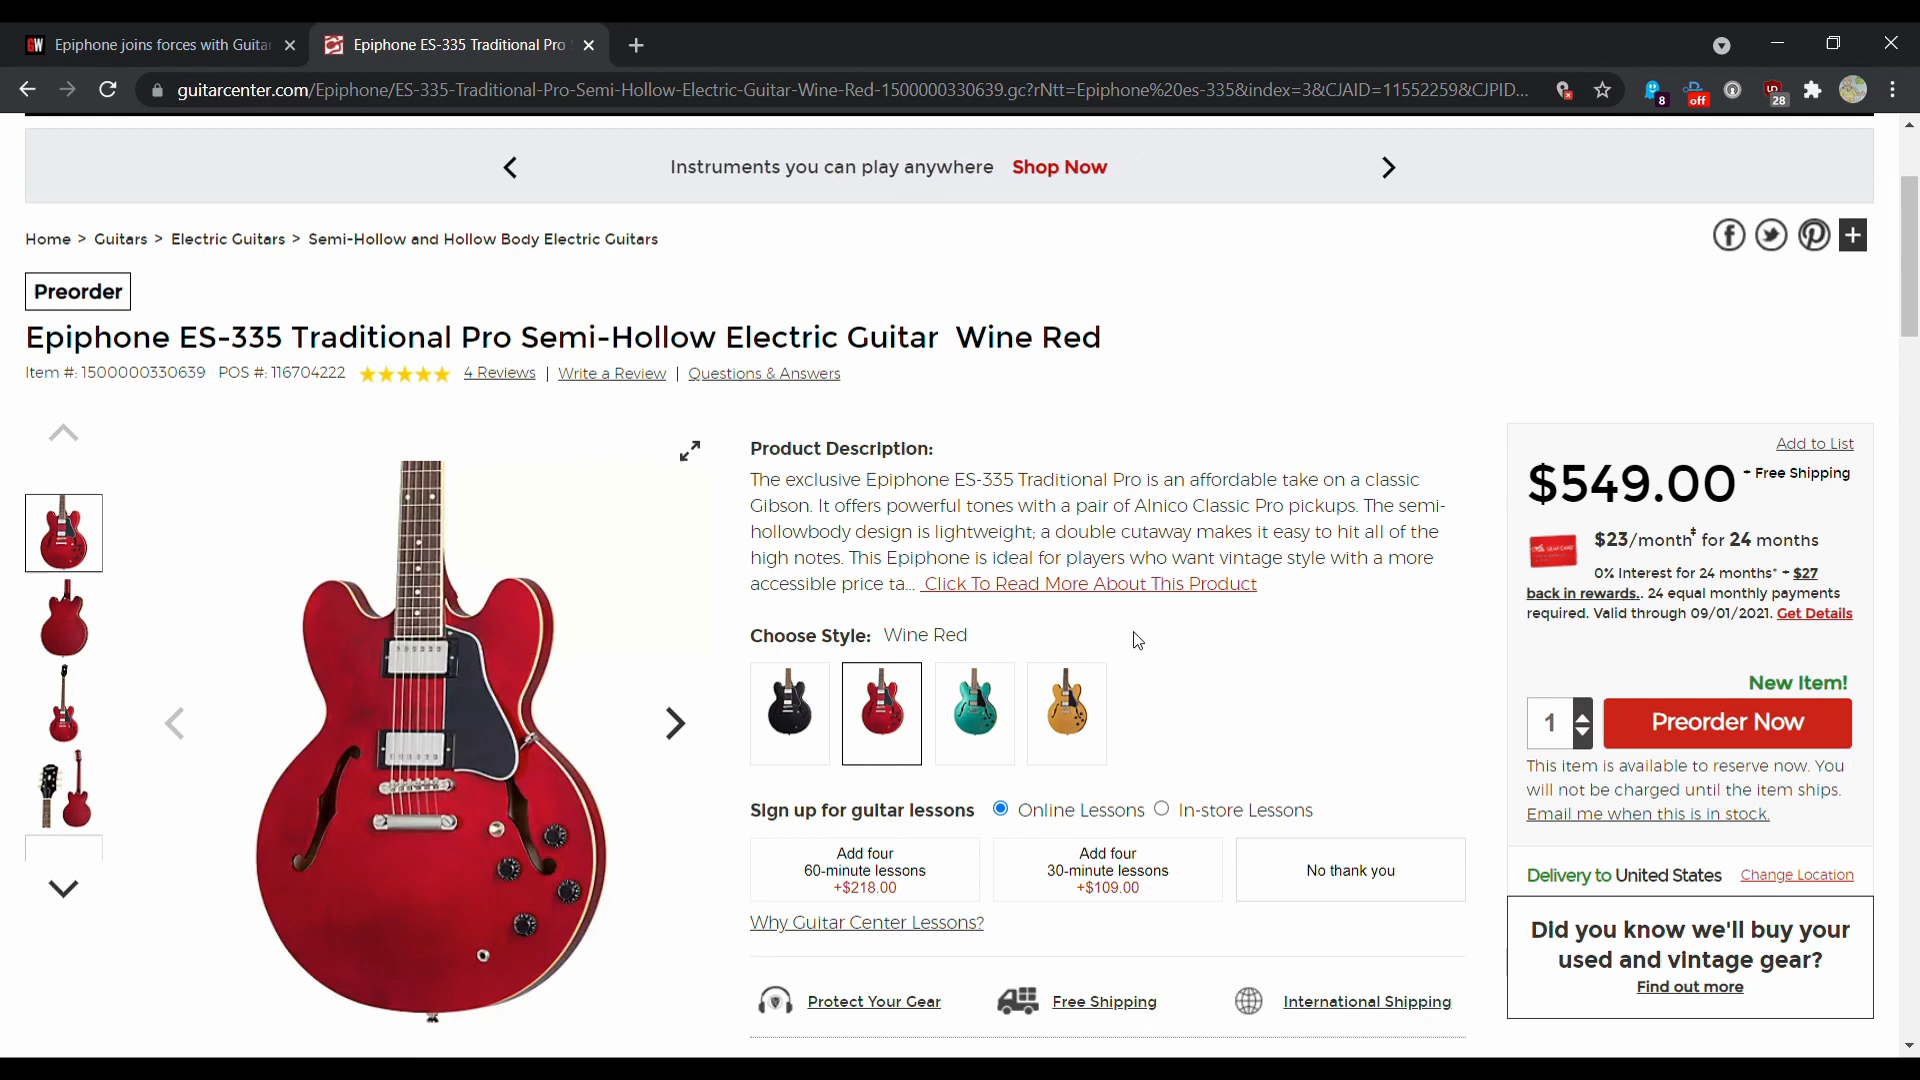 GW Epiphone joins forces with Guita
Epiphone ES-335 Traditional Pro
guitarcenter.com/Epiphone/ES-335-Traditional-Pro-Semi-Hollow-Electric-Guitar-Wine-Red-1500000330639.gc?rNtt=Epiphone%20es-335&index=3&CJAID=11552259&CJPID...
8 off 28
Instruments you can play anywhere Shop Now
Home > Guitars > Electric Guitars > Semi-Hollow and Hollow Body Electric Guitars
Preorder
Epiphone ES-335 Traditional Pro Semi-Hollow Electric Guitar Wine Red
Item #: 1500000330639 POS #: 116704222 4 Reviews | Write a Review | Questions & Answers
Product Description:
The exclusive Epiphone ES-335 Traditional Pro is an affordable take on a classic
Gibson. It offers powerful tones with a pair of Alnico Classic Pro pickups. The semi-
hollowbody design is lightweight; a double cutaway makes it easy to hit all of the
high notes. This Epiphone is ideal for players who want vintage style with a more
accessible price ta... Click To Read More About This Product
Choose Style: Wine Red
Sign up for guitar lessons Online Lessons In-store Lessons
Add four
60-minute lessons
+$218.00
Add four
30-minute lessons
+$109.00
No thank you
Why Guitar Center Lessons?
Protect Your Gear Free Shipping International Shipping
Add to List
$549.00 + Free Shipping
$23/month‡ for 24 months
0% Interest for 24 months* + $27
back in rewards.. 24 equal monthly payments
required. Valid through 09/01/2021. Get Details
New Item!
1 Preorder Now
This item is available to reserve now. You
will not be charged until the item ships.
Email me when this is in stock.
Delivery to United States Change Location
Did you know we'll buy your
used and vintage gear?
Find out more